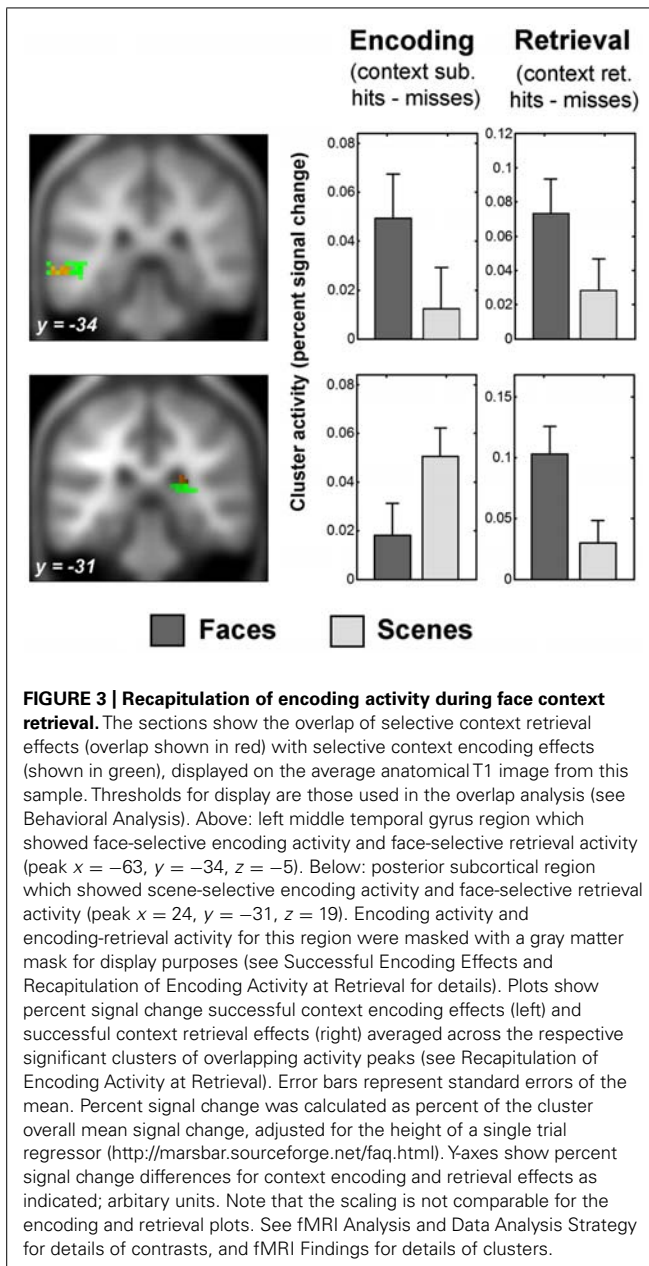 Encoding Retrieval
(context sub. (context ret.
hits - misses) hits - misses)
Cluster activity (percent signal change)
0.08
0.06
0.04
0.02
0
0.12
0.1
0.08
0.06
0.04
0.02
0
y = -34
0.08
0.06
0.04
0.02
0
0.15
0.1
0.05
0
y = -31
Faces Scenes
FIGURE 3 | Recapitulation of encoding activity during face context
retrieval. The sections show the overlap of selective context retrieval
effects (overlap shown in red) with selective context encoding effects
(shown in green), displayed on the average anatomical T1 image from this
sample. Thresholds for display are those used in the overlap analysis (see
Behavioral Analysis). Above: left middle temporal gyrus region which
showed face-selective encoding activity and face-selective retrieval activity
(peak x = −63, y = −34, z = −5). Below: posterior subcortical region
which showed scene-selective encoding activity and face-selective retrieval
activity (peak x = 24, y = −31, z = 19). Encoding activity and
encoding-retrieval activity for this region were masked with a gray matter
mask for display purposes (see Successful Encoding Effects and
Recapitulation of Encoding Activity at Retrieval for details). Plots show
percent signal change successful context encoding effects (left) and
successful context retrieval effects (right) averaged across the respective
significant clusters of overlapping activity peaks (see Recapitulation of
Encoding Activity at Retrieval). Error bars represent standard errors of the
mean. Percent signal change was calculated as percent of the cluster
overall mean signal change, adjusted for the height of a single trial
regressor (http://marsbar.sourceforge.net/faq.html). Y-axes show percent
signal change differences for context encoding and retrieval effects as
indicated; arbitary units. Note that the scaling is not comparable for the
encoding and retrieval plots. See fMRI Analysis and Data Analysis Strategy
for details of contrasts, and fMRI Findings for details of clusters.